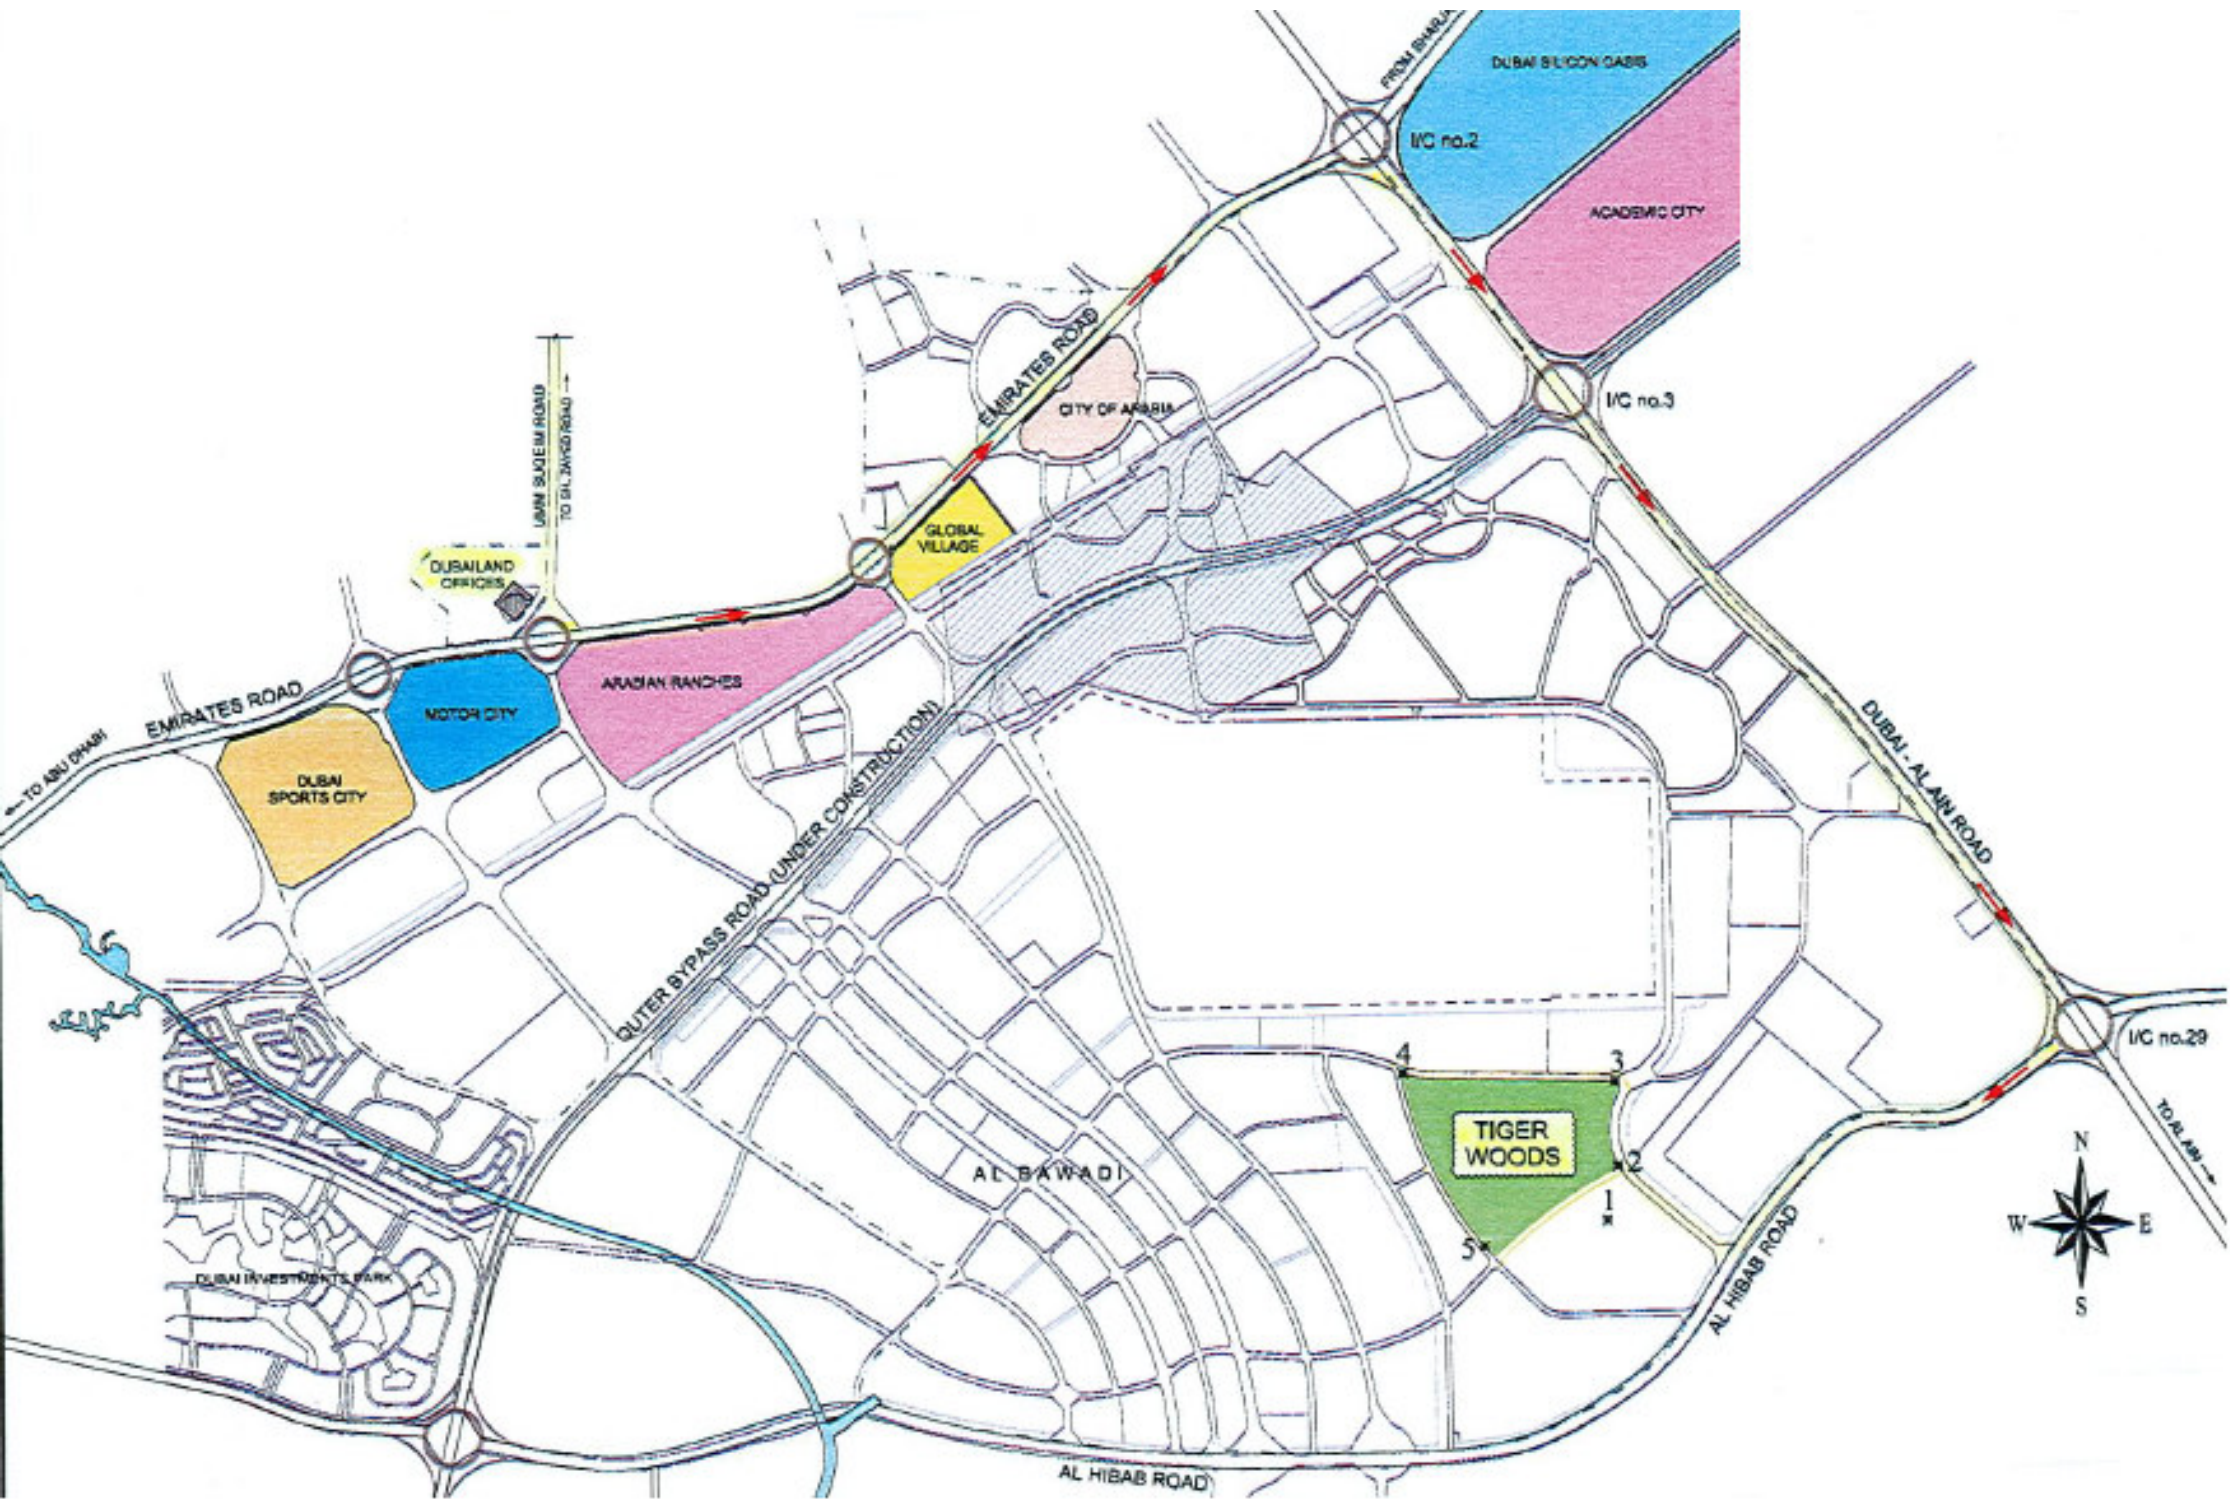 FROM SHARJA
DUBAI SILICON OASIS
I/C no.2
ACADEMIC CITY
EMIRATES ROAD
CITY OF ARABIA
I/C no.3
UMM SUQEIM ROAD
TO SH. ZAYED ROAD →
GLOBAL
VILLAGE
DUBAILAND
OFFICES
ARABIAN RANCHES
EMIRATES ROAD
MOTOR CITY
← TO ABU DHABI
DUBAI
SPORTS CITY
OUTER BYPASS ROAD (UNDER CONSTRUCTION)
DUBAI - AL AIN ROAD
I/C no.29
TO AL AIN →
4
3
TIGER
WOODS
2
1
5
AL BAWADI
N
W
E
S
DUBAI INVESTMENTS PARK
AL HIBAB ROAD
AL HIBAB ROAD